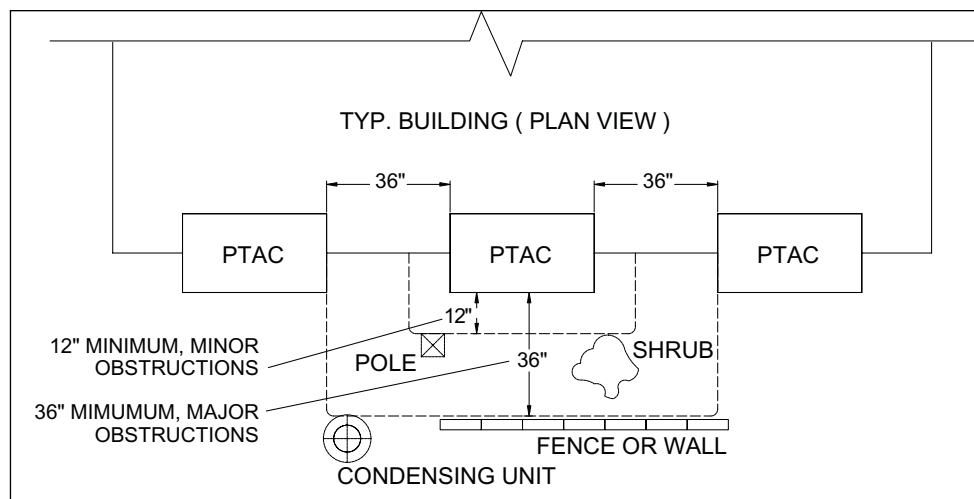 TYP. BUILDING ( PLAN VIEW )
36"
36"
PTAC
PTAC
PTAC
12"
12" MINIMUM, MINOR
OBSTRUCTIONS
POLE
SHRUB
36"
36" MIMUMUM, MAJOR
OBSTRUCTIONS
FENCE OR WALL
CONDENSING UNIT